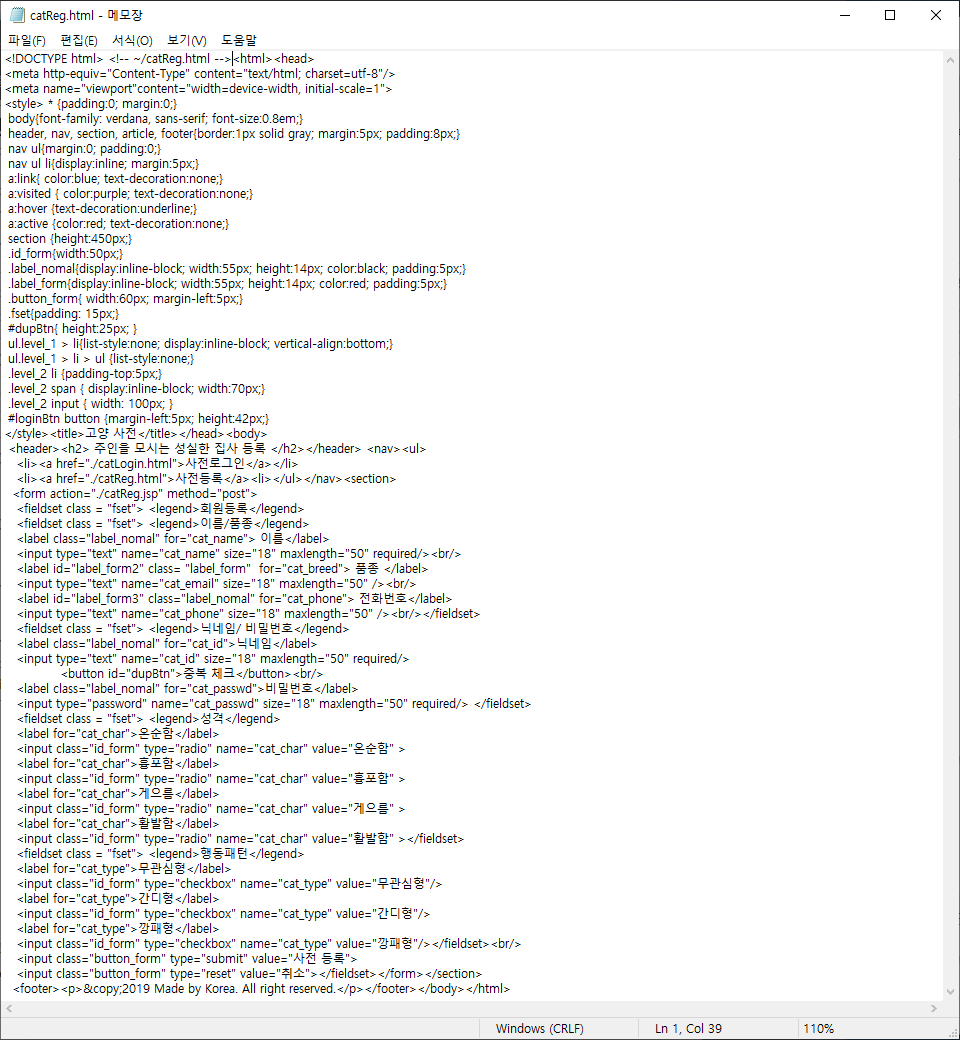 catReg.html - 메모장
파일(F) 편집(E) 서식(O) 보기(V) 도움말
<!DOCTYPE html> <!-- ~/catReg.html --><html><head>
<meta http-equiv="Content-Type" content="text/html; charset=utf-8"/>
<meta name="viewport"content="width=device-width, initial-scale=1">
<style> * {padding:0; margin:0;}
body{font-family: verdana, sans-serif; font-size:0.8em;}
header, nav, section, article, footer{border:1px solid gray; margin:5px; padding:8px;}
nav ul{margin:0; padding:0;}
nav ul li{display:inline; margin:5px;}
a:link{ color:blue; text-decoration:none;}
a:visited { color:purple; text-decoration:none;}
a:hover {text-decoration:underline;}
a:active {color:red; text-decoration:none;}
section {height:450px;}
.id_form{width:50px;}
.label_nomal{display:inline-block; width:55px; height:14px; color:black; padding:5px;}
.label_form{display:inline-block; width:55px; height:14px; color:red; padding:5px;}
.button_form{ width:60px; margin-left:5px;}
.fset{padding: 15px;}
#dupBtn{ height:25px; }
ul.level_1 > li{list-style:none; display:inline-block; vertical-align:bottom;}
ul.level_1 > li > ul {list-style:none;}
.level_2 li {padding-top:5px;}
.level_2 span { display:inline-block; width:70px;}
.level_2 input { width: 100px; }
#loginBtn button {margin-left:5px; height:42px;}
</style><title>고양 사전</title></head><body>
<header><h2> 주인을 모시는 성실한 집사 등록 </h2></header> <nav><ul>
<li><a href="./catLogin.html">사전로그인</a></li>
<li><a href="./catReg.html">사전등록</a><li></ul></nav><section>
<form action="./catReg.jsp" method="post">
<fieldset class = "fset"> <legend>회원등록</legend>
<fieldset class = "fset"> <legend>이름/품종</legend>
<label class="label_nomal" for="cat_name"> 이름</label>
<input type="text" name="cat_name" size="18" maxlength="50" required/><br/>
<label id="label_form2" class= "label_form"  for="cat_breed"> 품종 </label>
<input type="text" name="cat_email" size="18" maxlength="50" /><br/>
<label id="label_form3" class="label_nomal" for="cat_phone"> 전화번호</label>
<input type="text" name="cat_phone" size="18" maxlength="50" /><br/></fieldset>
<fieldset class = "fset"> <legend>닉네임/ 비밀번호</legend>
<label class="label_nomal" for="cat_id">닉네임</label>
<input type="text" name="cat_id" size="18" maxlength="50" required/>
<button id="dupBtn">중복 체크</button><br/>
<label class="label_nomal" for="cat_passwd">비밀번호</label>
<input type="password" name="cat_passwd" size="18" maxlength="50" required/> </fieldset>
<fieldset class = "fset"> <legend>성격</legend>
<label for="cat_char">온순함</label>
<input class="id_form" type="radio" name="cat_char" value="온순함" >
<label for="cat_char">흉포함</label>
<input class="id_form" type="radio" name="cat_char" value="흉포함" >
<label for="cat_char">게으름</label>
<input class="id_form" type="radio" name="cat_char" value="게으름" >
<label for="cat_char">활발함</label>
<input class="id_form" type="radio" name="cat_char" value="활발함" ></fieldset>
<fieldset class = "fset"> <legend>행동패턴</legend>
<label for="cat_type">무관심형</label>
<input class="id_form" type="checkbox" name="cat_type" value="무관심형"/>
<label for="cat_type">간디형</label>
<input class="id_form" type="checkbox" name="cat_type" value="간디형"/>
<label for="cat_type">깡패형</label>
<input class="id_form" type="checkbox" name="cat_type" value="깡패형"/></fieldset><br/>
<input class="button_form" type="submit" value="사전 등록">
<input class="button_form" type="reset" value="취소"></fieldset></form></section>
<footer><p>&copy;2019 Made by Korea. All right reserved.</p></footer></body></html>
Windows (CRLF) Ln 1, Col 39 110%